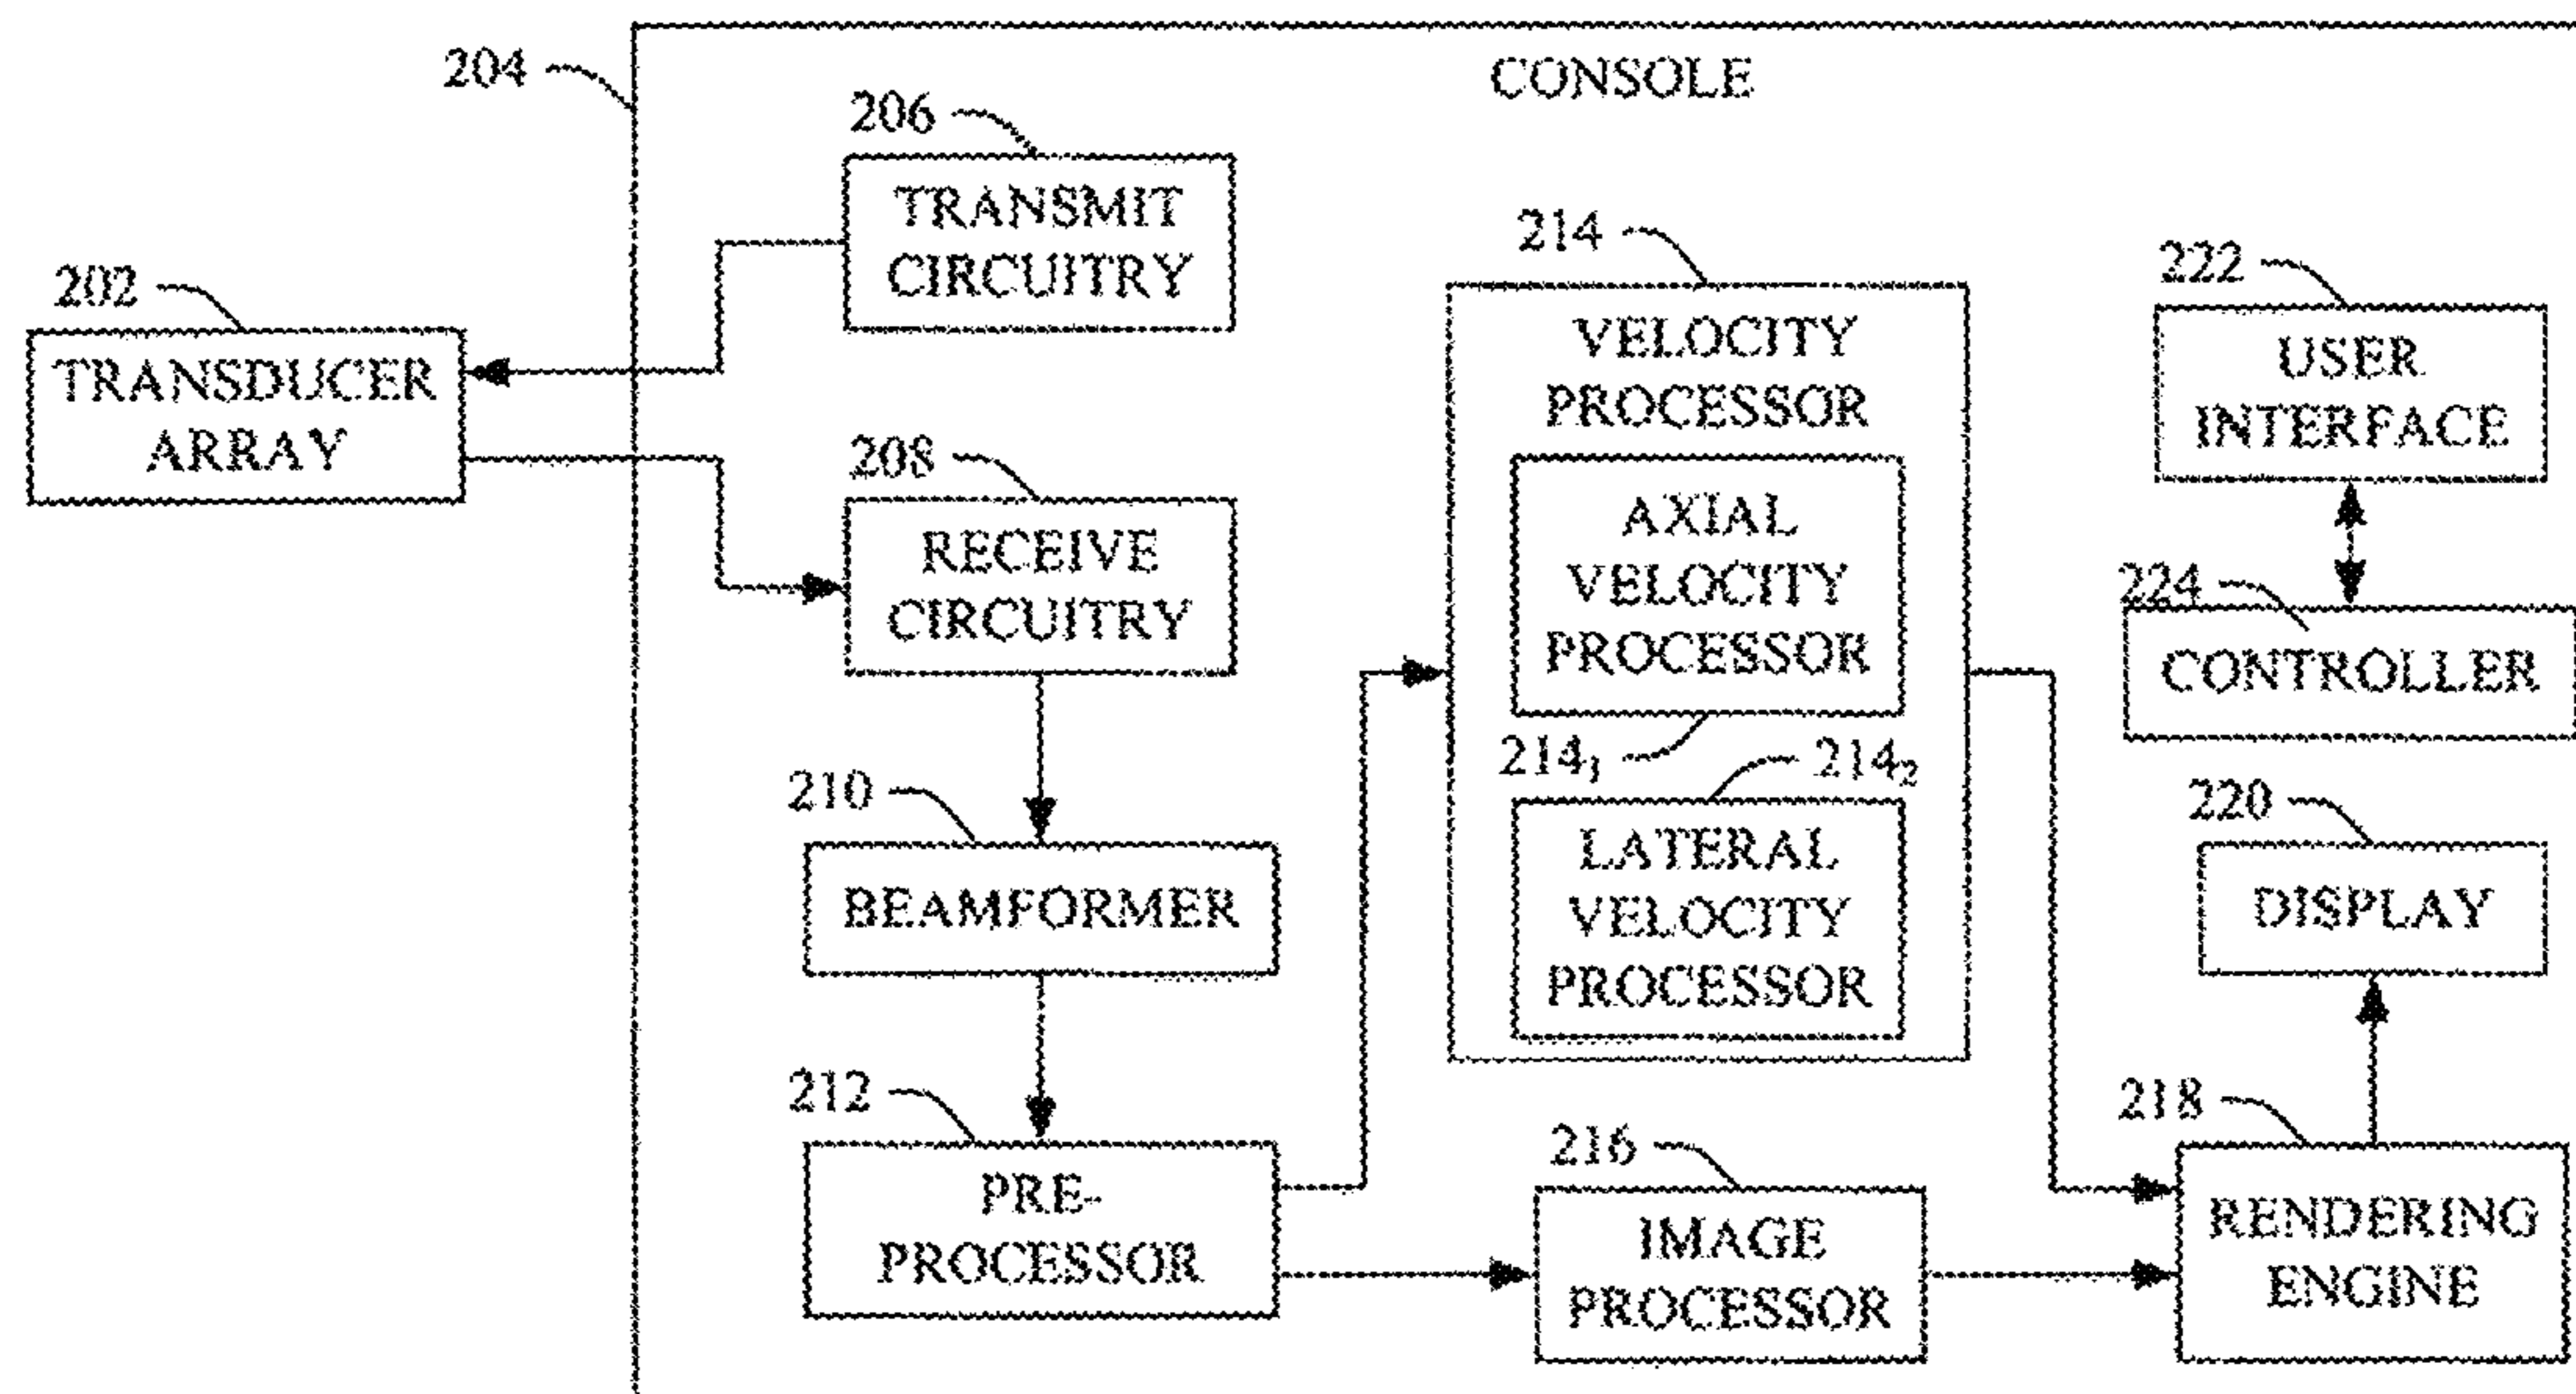 204
CONSOLE
206
TRANSMIT
CIRCUITRY
202
TRANSDUCER
ARRAY
208
RECEIVE
CIRCUITRY
210
BEAMFORMER
212
PRE-
PROCESSOR
214
VELOCITY
PROCESSOR
AXIAL
VELOCITY
PROCESSOR
214₁
214₂
LATERAL
VELOCITY
PROCESSOR
216
IMAGE
PROCESSOR
222
USER
INTERFACE
224
CONTROLLER
220
DISPLAY
218
RENDERING
ENGINE